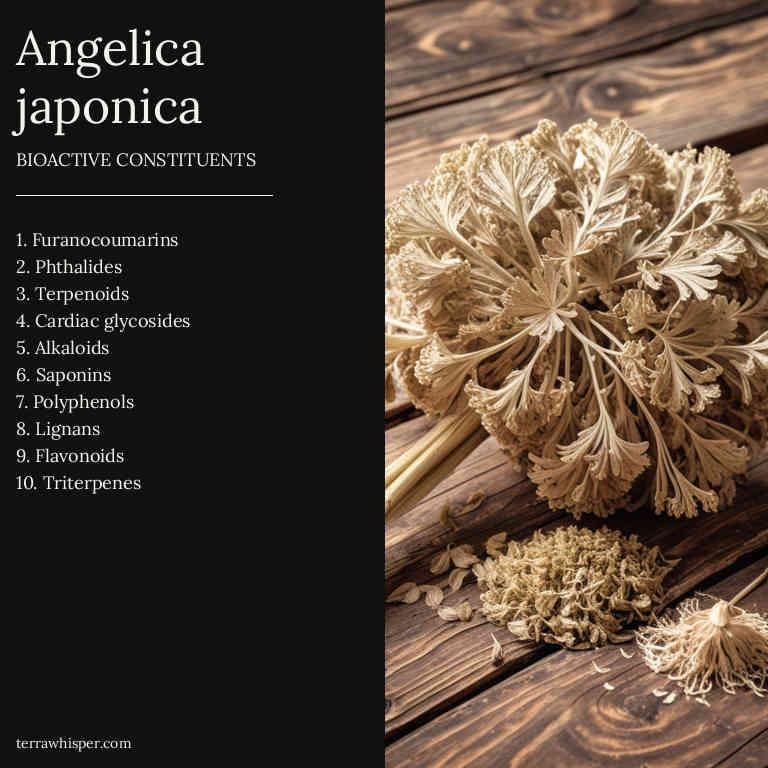 Angelica
japonica
BIOACTIVE CONSTITUENTS
1. Furanocoumarins
2. Phthalides
3. Terpenoids
4. Cardiac glycosides
5. Alkaloids
6. Saponins
7. Polyphenols
8. Lignans
9. Flavonoids
10. Triterpenes
terrawhisper.com